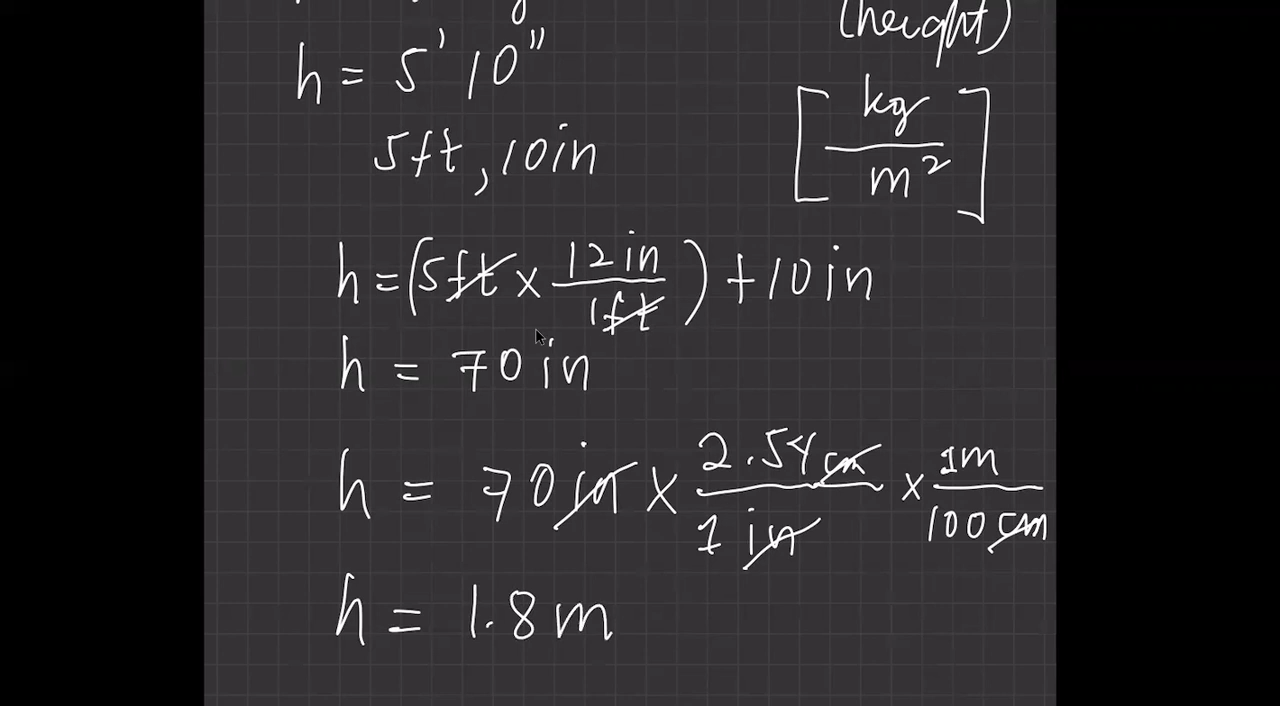 (height)
h = 5' 10"
[kg/m²]
5ft, 10in
h = (5ft x 12in/1ft) + 10in
h = 70in
h = 70in x 2.54cm/1in x 1m/100cm
h = 1.8m